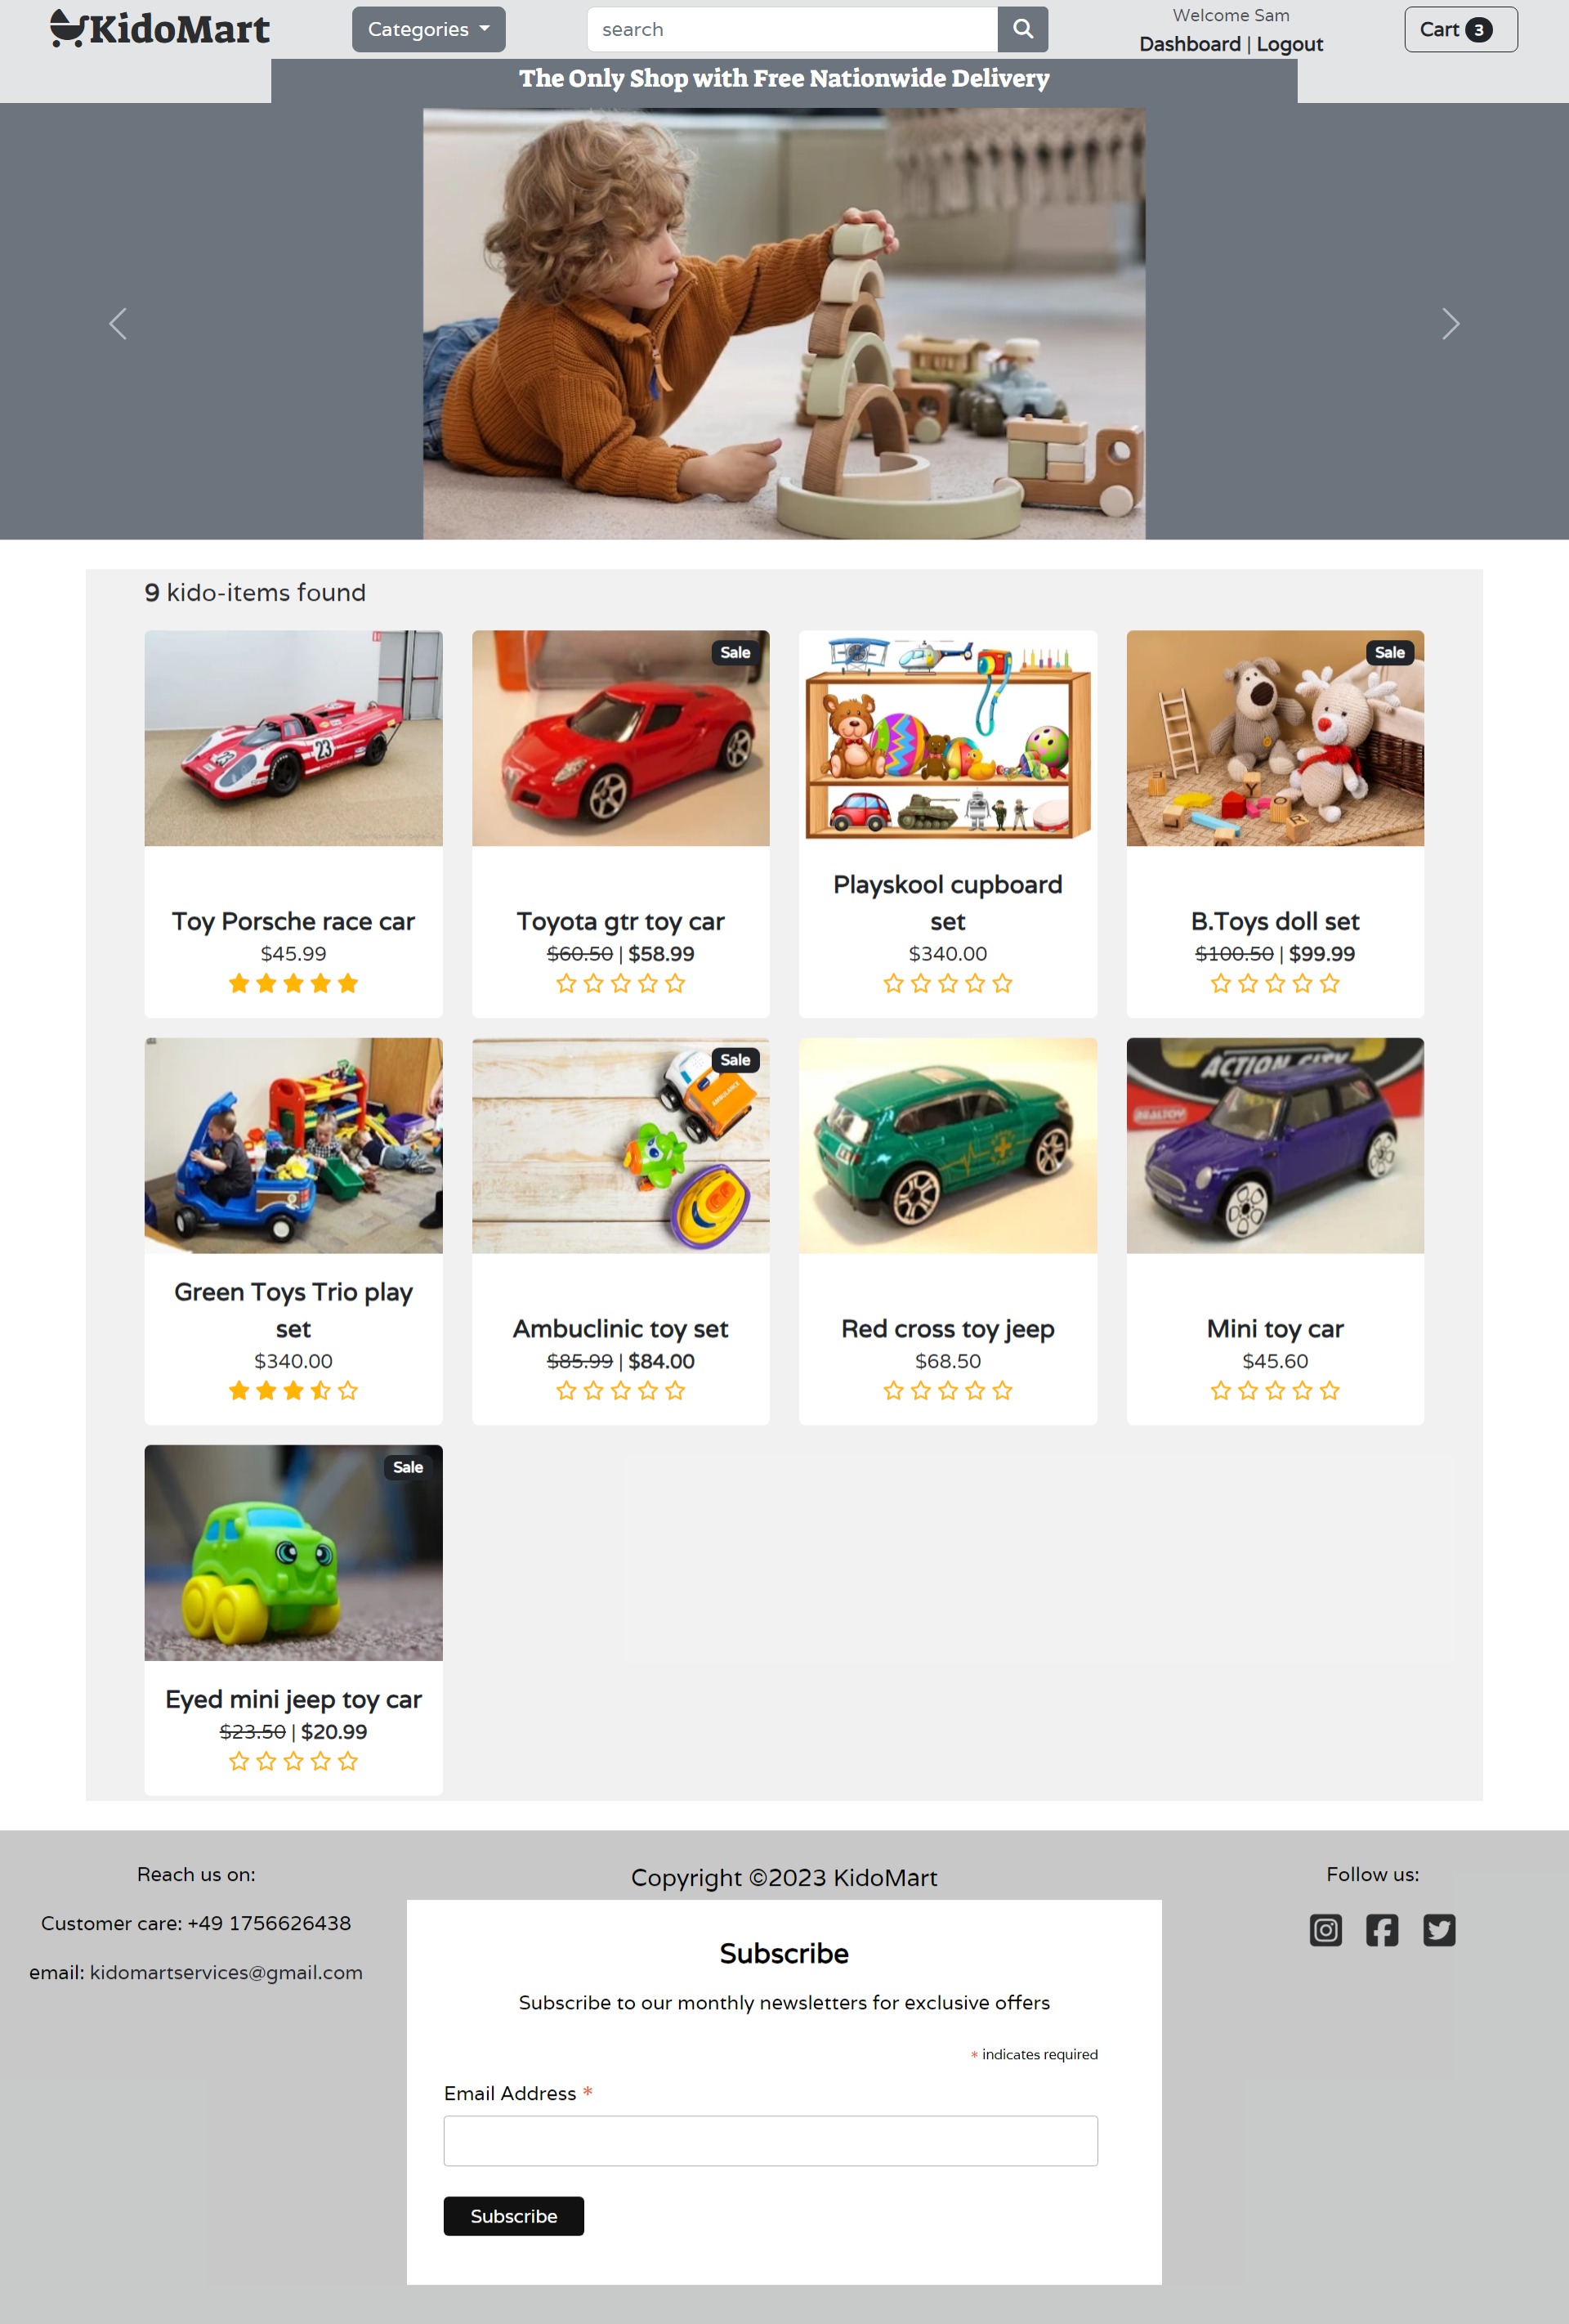 KidoMart
Categories
search
Welcome Sam
Dashboard | Logout
Cart 3
The Only Shop with Free Nationwide Delivery
9 kido-items found
23
23
Toy Porsche race car
$45.99
Sale
Toyota gtr toy car
$60.50 | $58.99
Playskool cupboard
set
$340.00
Sale
B.Toys doll set
$100.50 | $99.99
Green Toys Trio play
set
$340.00
Sale
AMBULANCE
Ambuclinic toy set
$85.99 | $84.00
Red cross toy jeep
$68.50
ACTION CITY
REALTOY
Mini toy car
$45.60
Sale
Eyed mini jeep toy car
$23.50 | $20.99
Reach us on:
Customer care: +49 1756626438
email: kidomartservices@gmail.com
Copyright ©2023 KidoMart
Subscribe
Subscribe to our monthly newsletters for exclusive offers
* indicates required
Email Address *
Subscribe
Follow us: